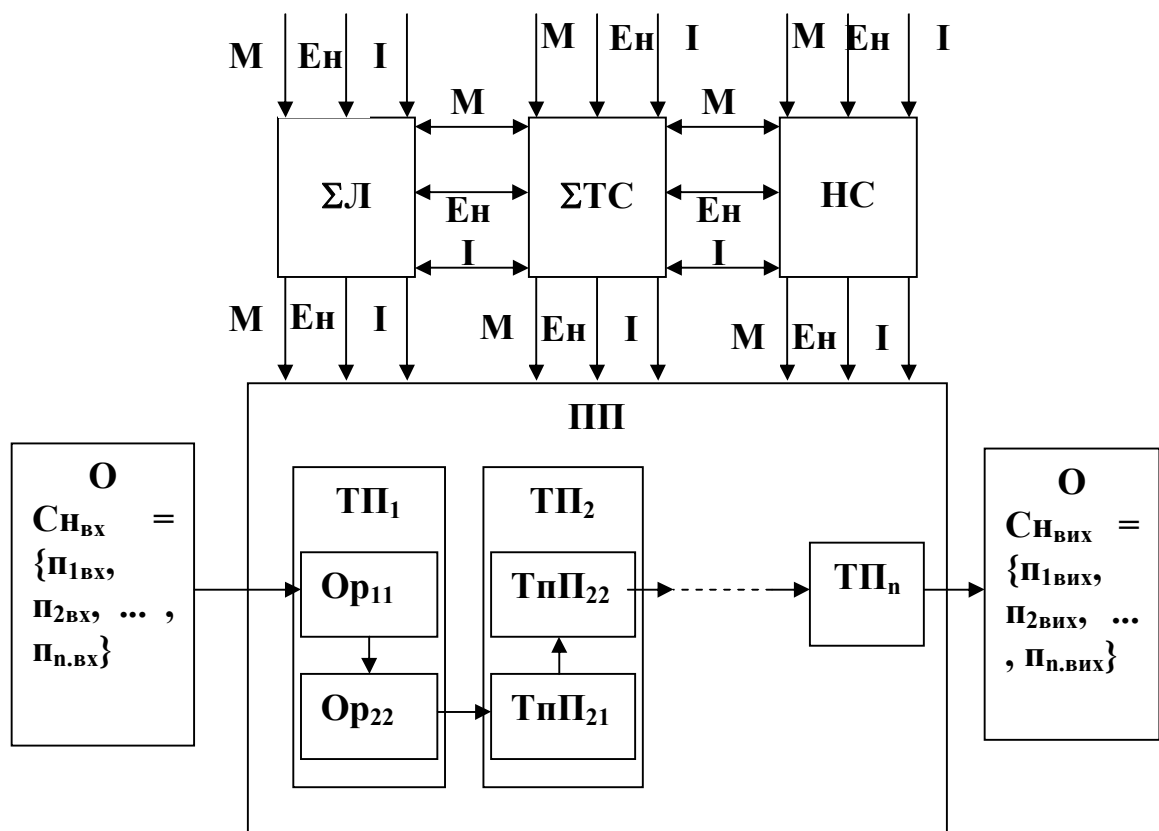 М Ен І М Ен І М Ен І
М М
ΣЛ ΣТС НС
Ен Ен
І І
М Ен І М Ен І М Ен І
ПП
О
Сн_вх =
{п_1вх,
п_2вх, ... ,
п_n.вх}
ТП_1
Ор_11
Ор_22
ТП_2
ТпП_22
ТпП_21
ТП_n
О
Сн_вих =
{п_1вих,
п_2вих, ...
, п_n.вих}